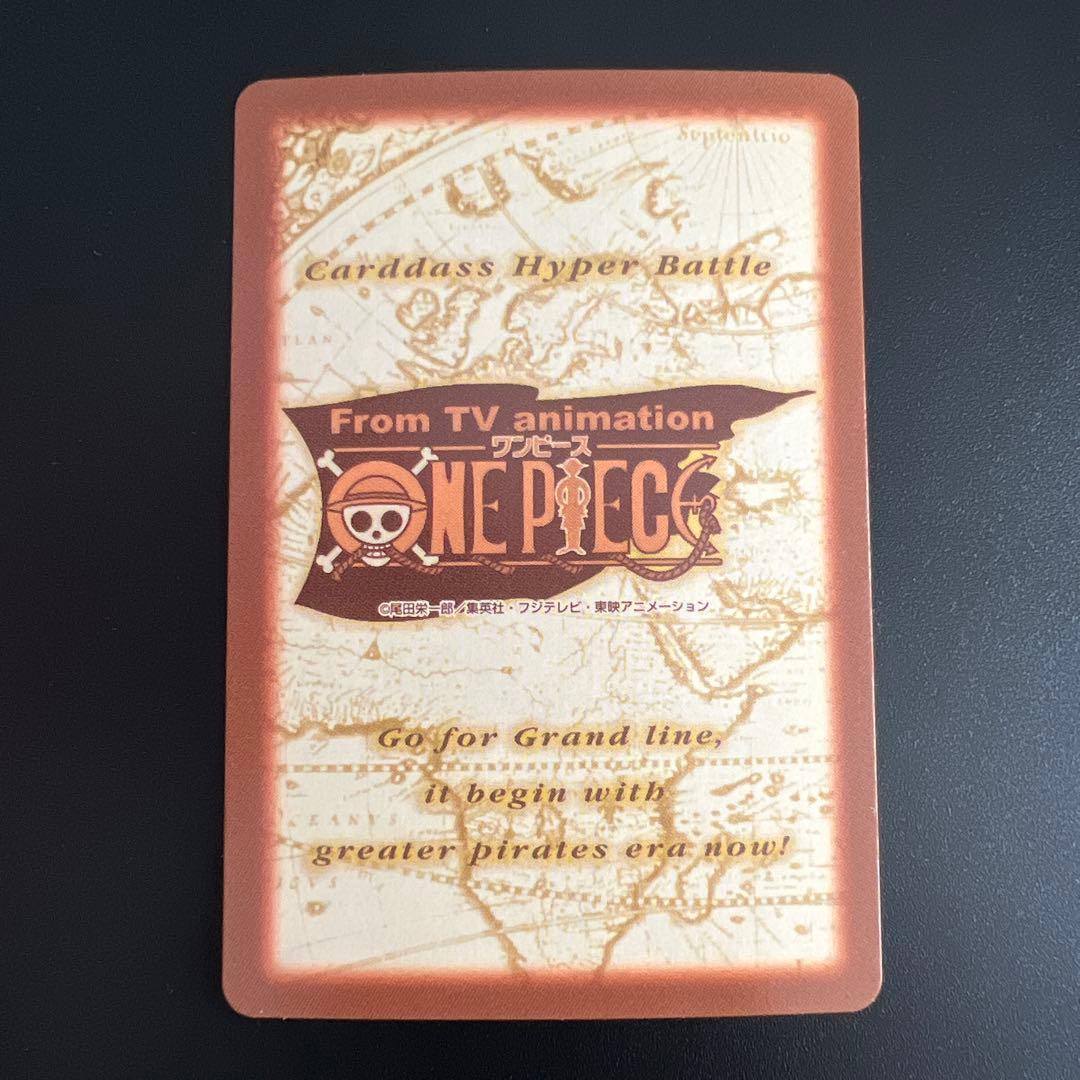 Septentrio
Carddass Hyper Battle
From TV animation
ワンピース
ONE PIECE
©尾田栄一郎／集英社・フジテレビ・東映アニメーション
Go for Grand line,
it begin with
greater pirates era now!